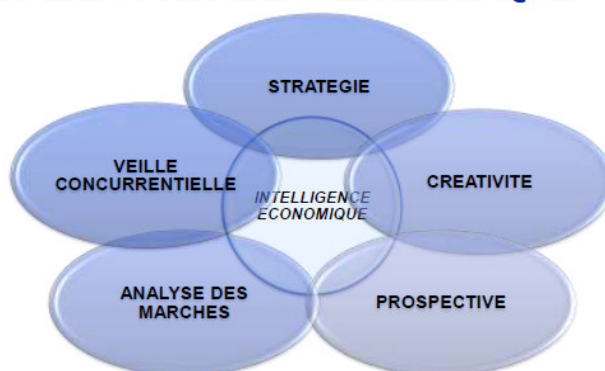 STRATEGIE
VEILLE
CONCURRENTIELLE
INTELLIGENCE
ECONOMIQUE
CREATIVITE
ANALYSE DES
MARCHES
PROSPECTIVE